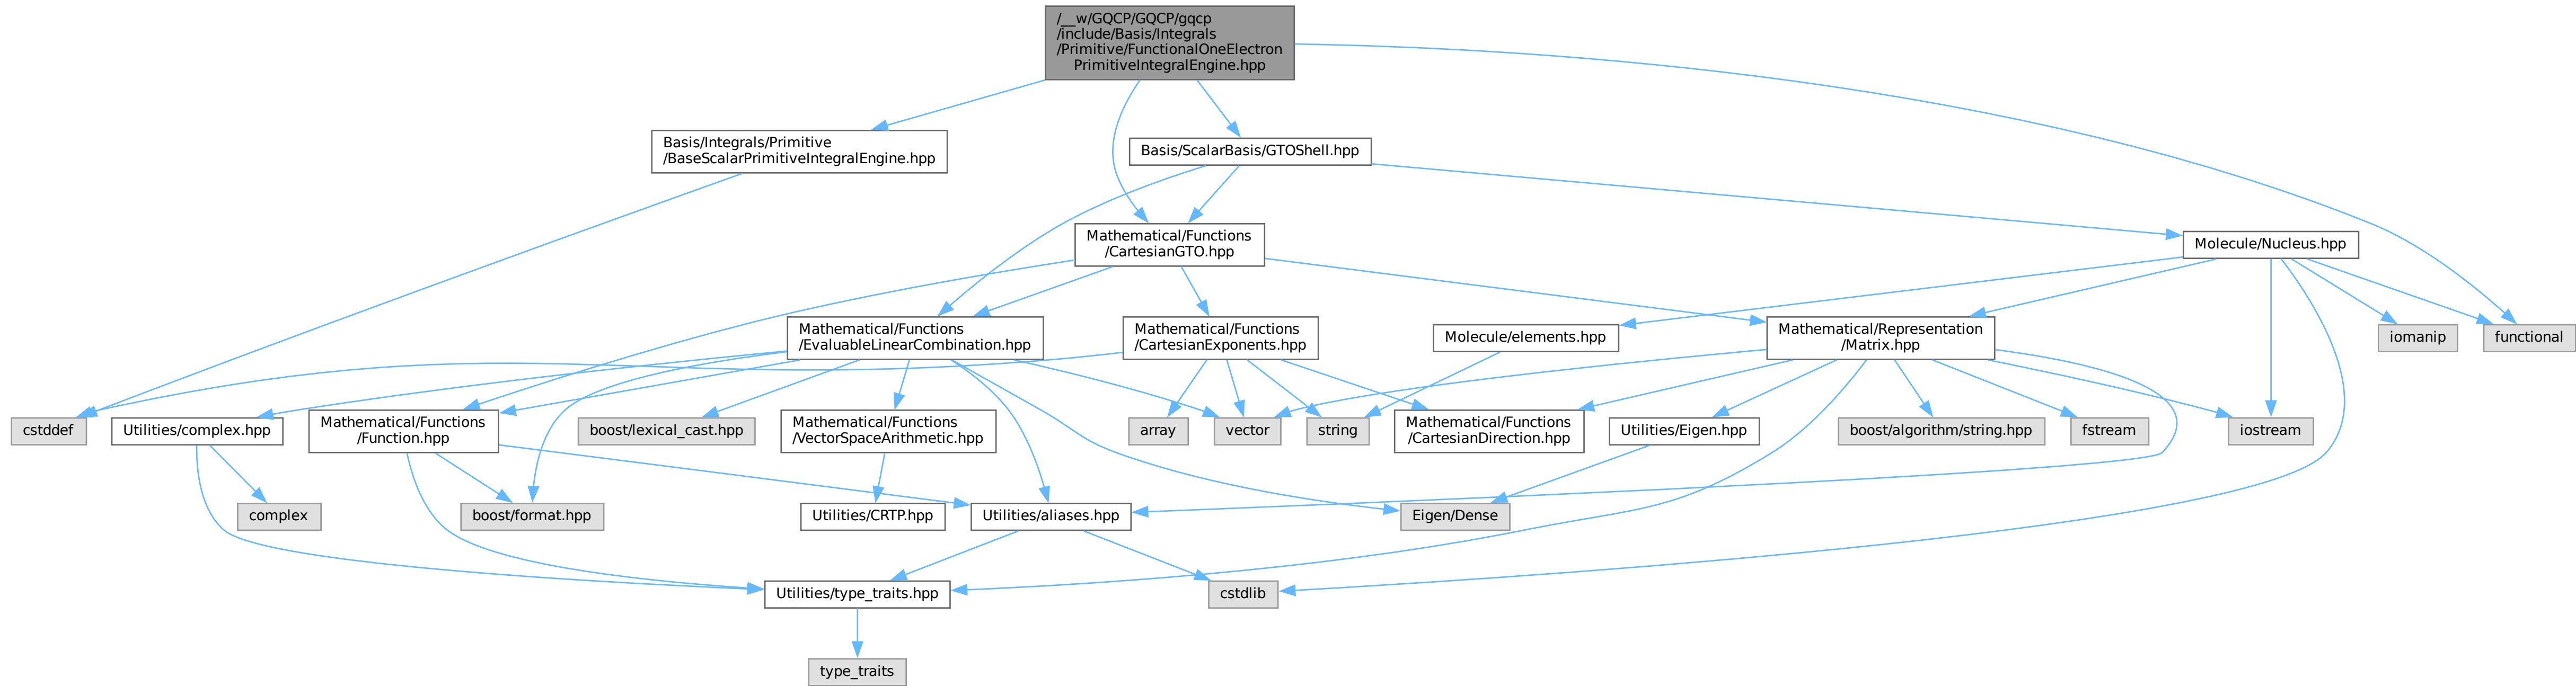 /__w/GQCP/GQCP/gqcp
/include/Basis/Integrals
/Primitive/FunctionalOneElectron
PrimitiveIntegralEngine.hpp
Basis/Integrals/Primitive
/BaseScalarPrimitiveIntegralEngine.hpp
Basis/ScalarBasis/GTOShell.hpp
Mathematical/Functions
/CartesianGTO.hpp
Molecule/Nucleus.hpp
Mathematical/Functions
/EvaluableLinearCombination.hpp
Mathematical/Functions
/CartesianExponents.hpp
Molecule/elements.hpp
Mathematical/Representation
/Matrix.hpp
iomanip
functional
cstddef
Utilities/complex.hpp
Mathematical/Functions
/Function.hpp
boost/lexical_cast.hpp
Mathematical/Functions
/VectorSpaceArithmetic.hpp
array
vector
string
Mathematical/Functions
/CartesianDirection.hpp
Utilities/Eigen.hpp
boost/algorithm/string.hpp
fstream
iostream
complex
boost/format.hpp
Utilities/CRTP.hpp
Utilities/aliases.hpp
Eigen/Dense
Utilities/type_traits.hpp
cstdlib
type_traits